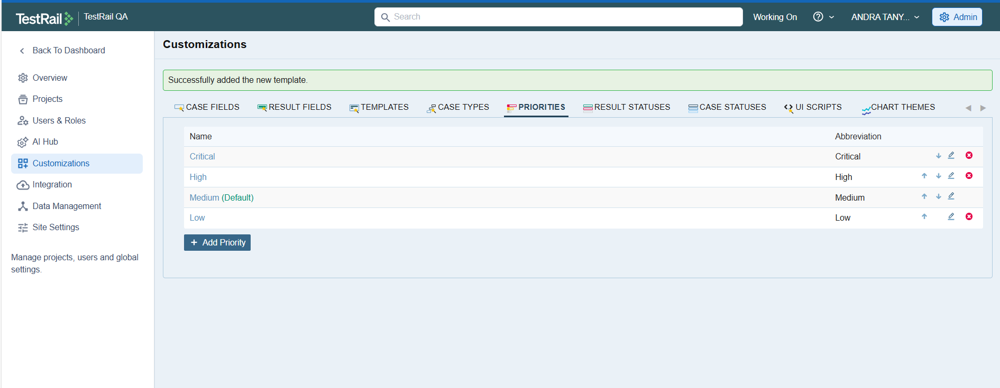 TestRail
TestRail QA
Search
Working On
ANDRA TANY...
Admin
Back To Dashboard
Overview
Projects
Users & Roles
AI Hub
Customizations
Integration
Data Management
Site Settings
Manage projects, users and global
settings.
Customizations
Successfully added the new template.
CASE FIELDS
RESULT FIELDS
TEMPLATES
CASE TYPES
PRIORITIES
RESULT STATUSES
CASE STATUSES
UI SCRIPTS
CHART THEMES
Name Abbreviation
Critical Critical
High High
Medium (Default) Medium
Low Low
+ Add Priority